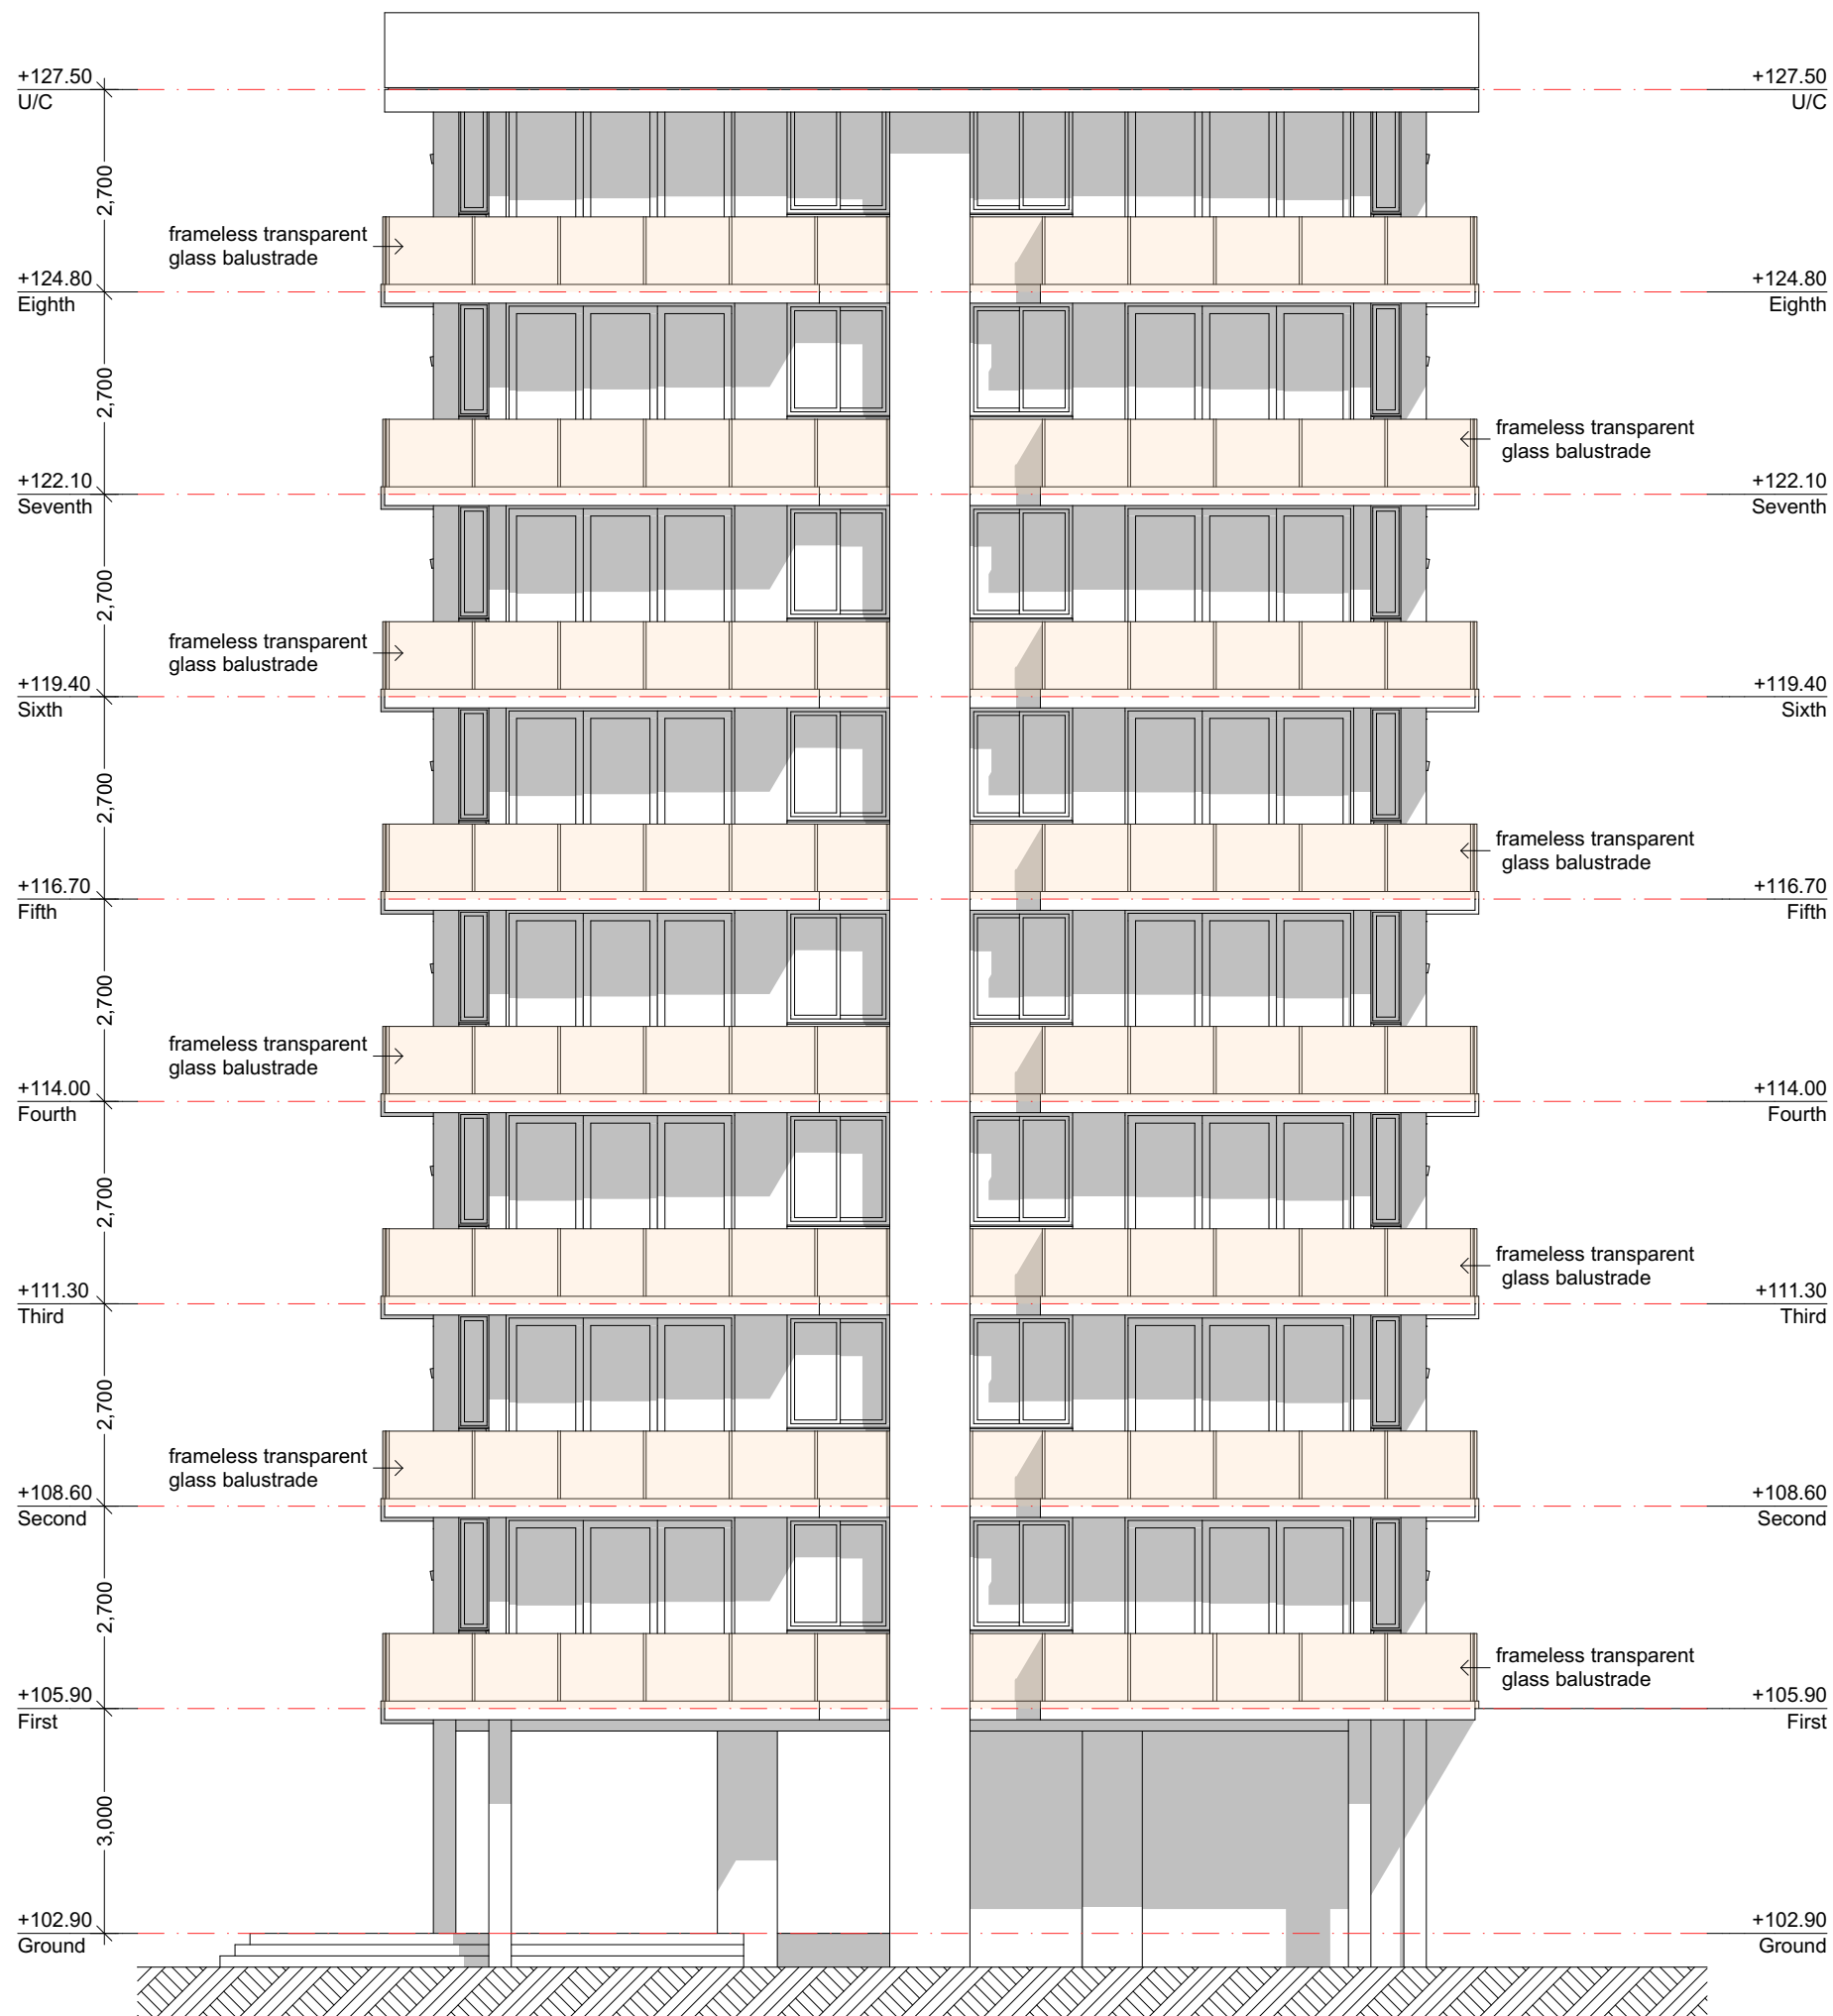 +127.50
U/C
+127.50
U/C
2,700
frameless transparent
glass balustrade
+124.80
Eighth
+124.80
Eighth
2,700
frameless transparent
glass balustrade
+122.10
Seventh
+122.10
Seventh
2,700
frameless transparent
glass balustrade
+119.40
Sixth
+119.40
Sixth
2,700
frameless transparent
glass balustrade
+116.70
Fifth
+116.70
Fifth
2,700
frameless transparent
glass balustrade
+114.00
Fourth
+114.00
Fourth
2,700
frameless transparent
glass balustrade
+111.30
Third
+111.30
Third
2,700
frameless transparent
glass balustrade
+108.60
Second
+108.60
Second
2,700
frameless transparent
glass balustrade
+105.90
First
+105.90
First
3,000
+102.90
Ground
+102.90
Ground